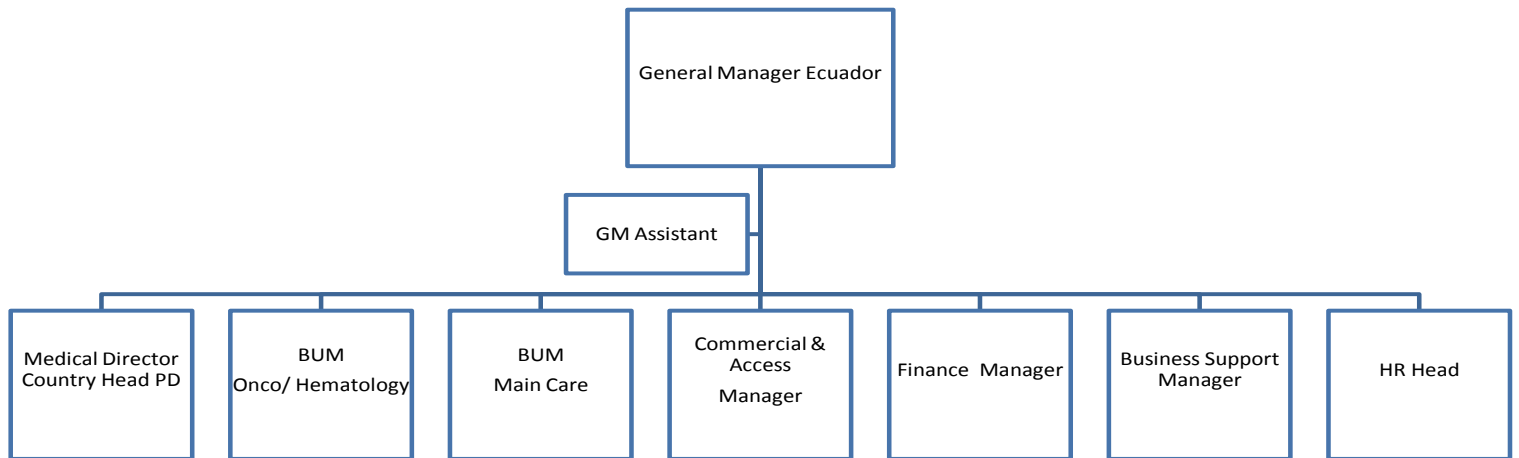 General Manager Ecuador
GM Assistant
Medical Director
Country Head PD
BUM
Onco/ Hematology
BUM
Main Care
Commercial &
Access
Manager
Finance  Manager
Business Support
Manager
HR Head